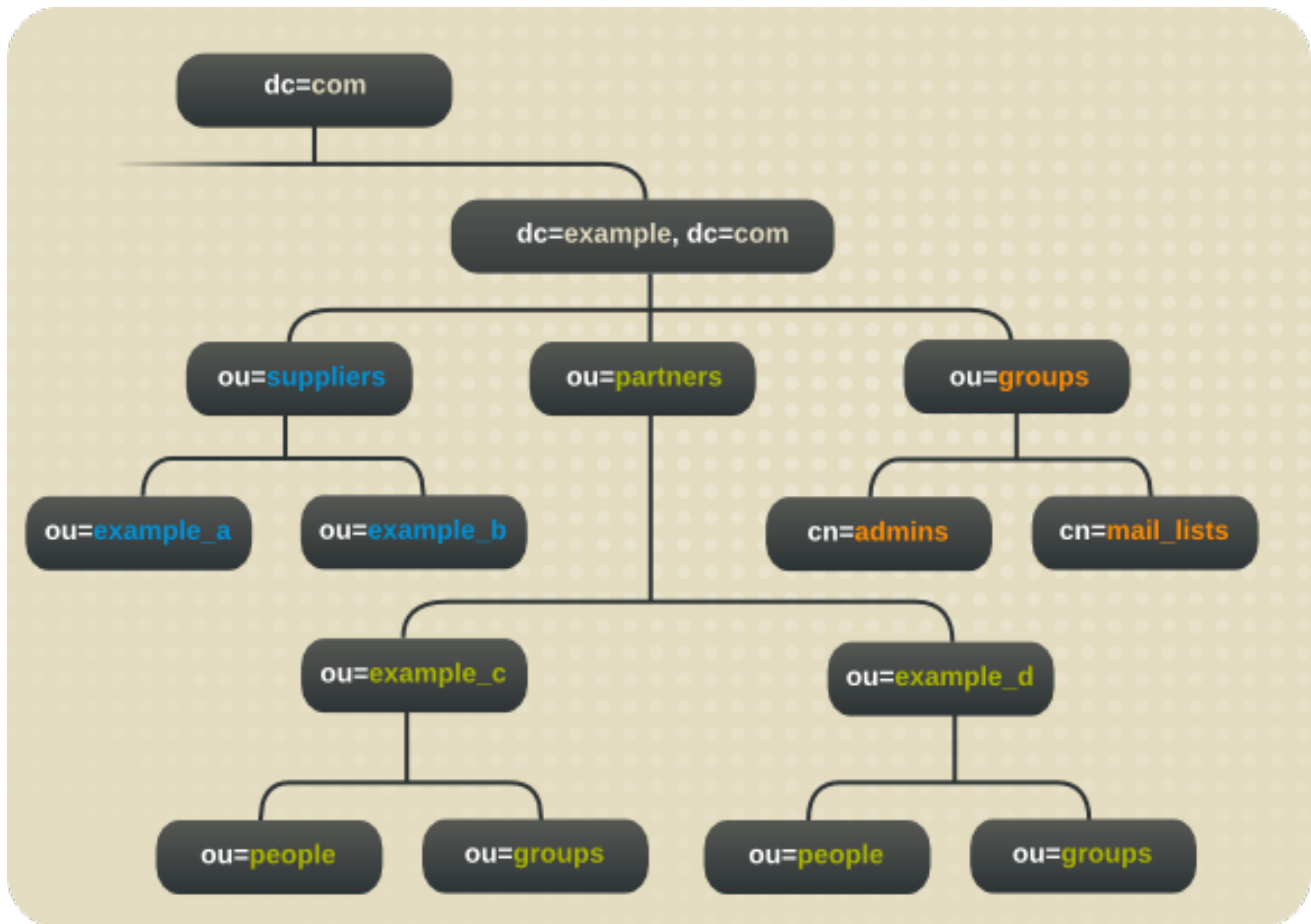 dc=com
dc=example, dc=com
ou=suppliers
ou=partners
ou=groups
ou=example_a
ou=example_b
cn=admins
cn=mail_lists
ou=example_c
ou=example_d
ou=people
ou=groups
ou=people
ou=groups